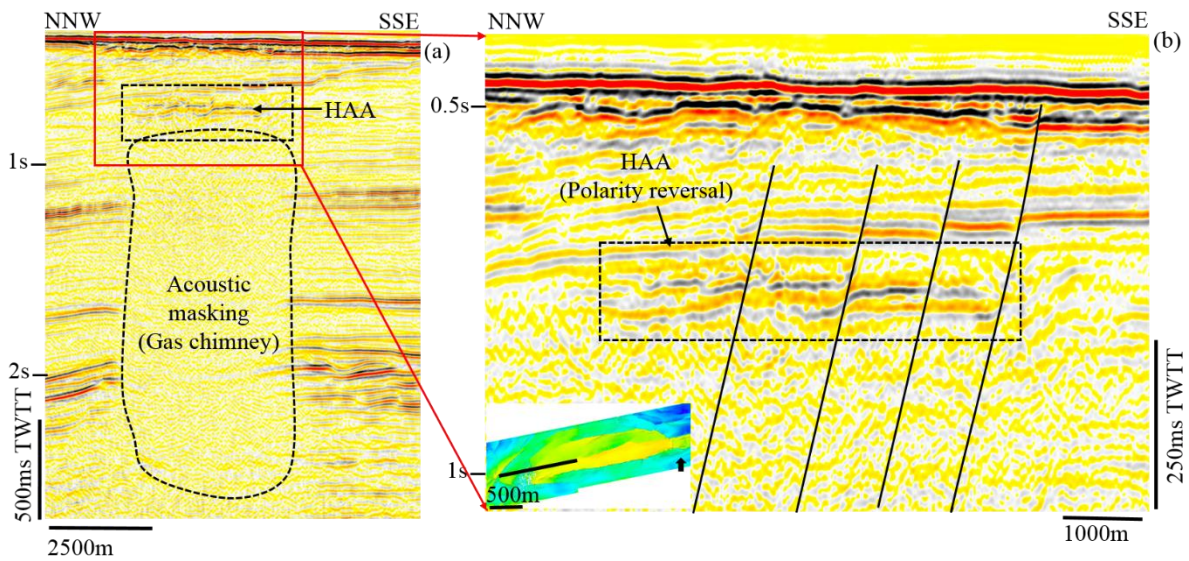 NNW
SSE
(a)
HAA
1s
Acoustic
masking
(Gas chimney)
2s
500ms TWTT
2500m
NNW
SSE
(b)
0.5s
HAA
(Polarity reversal)
1s
500m
250ms TWTT
1000m